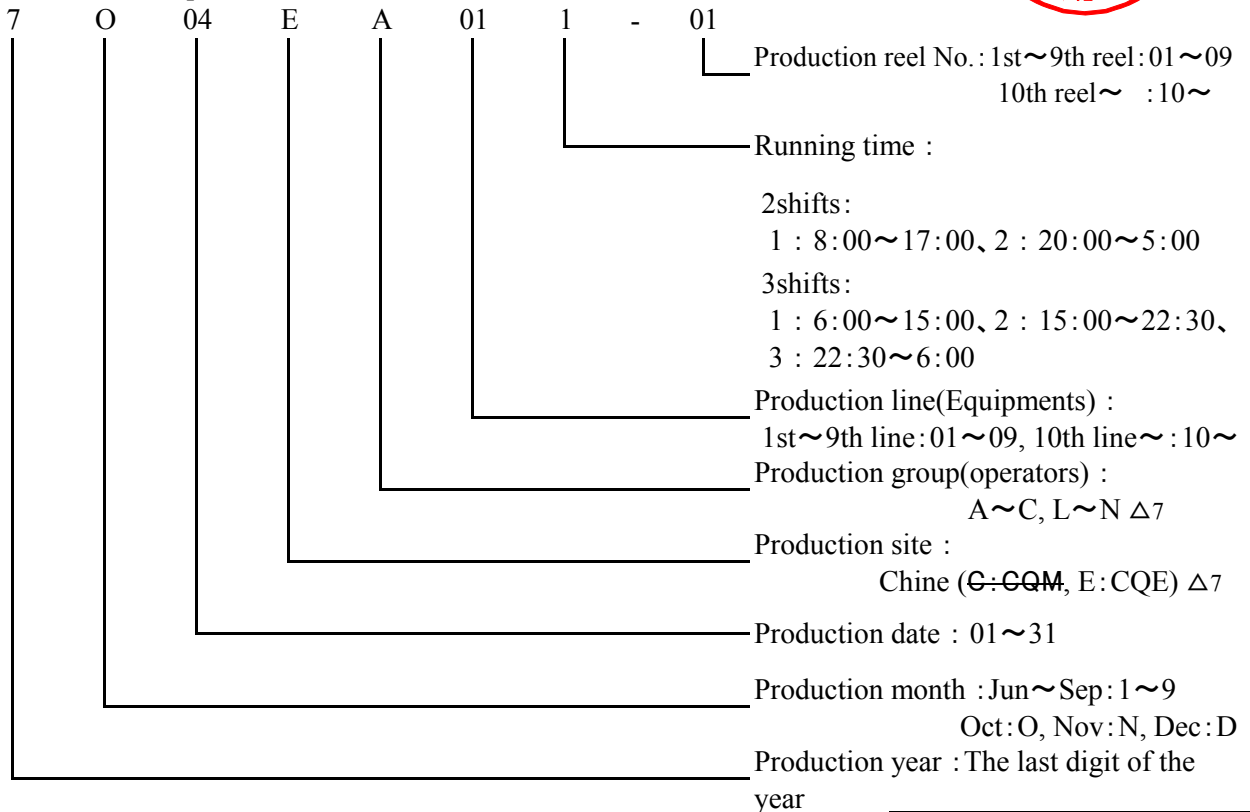 7 O 04 E A 01 1 - 01
Production reel No.:1st～9th reel:01～09
10th reel～ :10～
Running time：
2shifts:
1：8:00～17:00、2：20:00～5:00
3shifts:
1：6:00～15:00、2：15:00～22:30、
3：22:30～6:00
Production line(Equipments)：
1st～9th line:01～09, 10th line～:10～
Production group(operators)：
A～C, L～N △7
Production site：
Chine (C:CQM, E:CQE) △7
Production date：01～31
Production month :Jun～Sep:1～9
Oct:O, Nov:N, Dec:D
Production year :The last digit of the
year